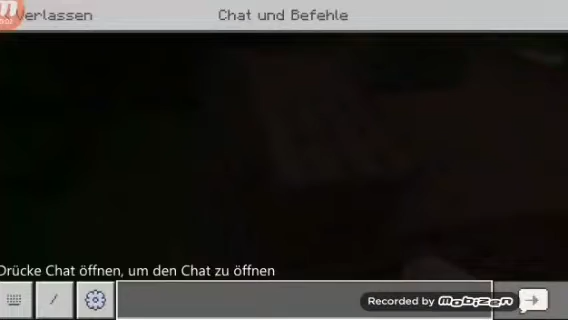 Verlassen
Chat und Befehle
Drücke Chat öffnen, um den Chat zu öffnen
/
Recorded by mobizen